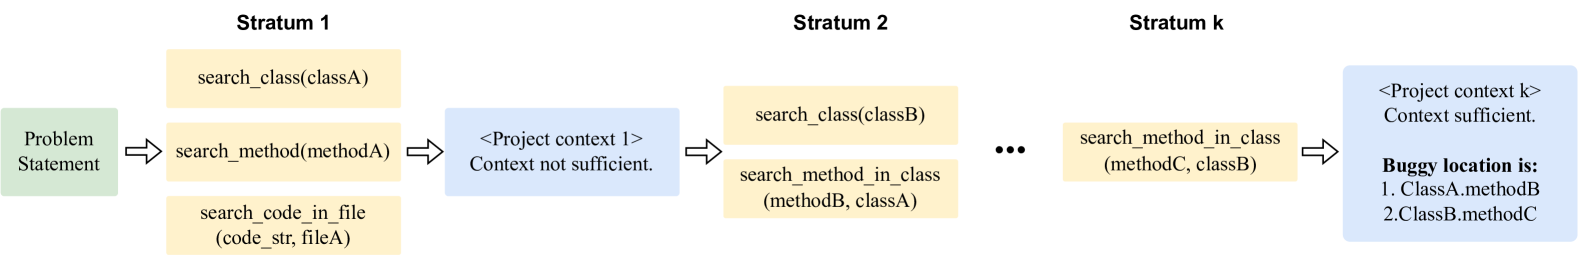 Stratum 1
Stratum 2
Stratum k
Problem
Statement
search_class(classA)
search_method(methodA)
search_code_in_file
(code_str, fileA)
<Project context 1>
Context not sufficient.
search_class(classB)
search_method_in_class
(methodB, classA)
•••
search_method_in_class
(methodC, classB)
<Project context k>
Context sufficient.
Buggy location is:
1. ClassA.methodB
2.ClassB.methodC